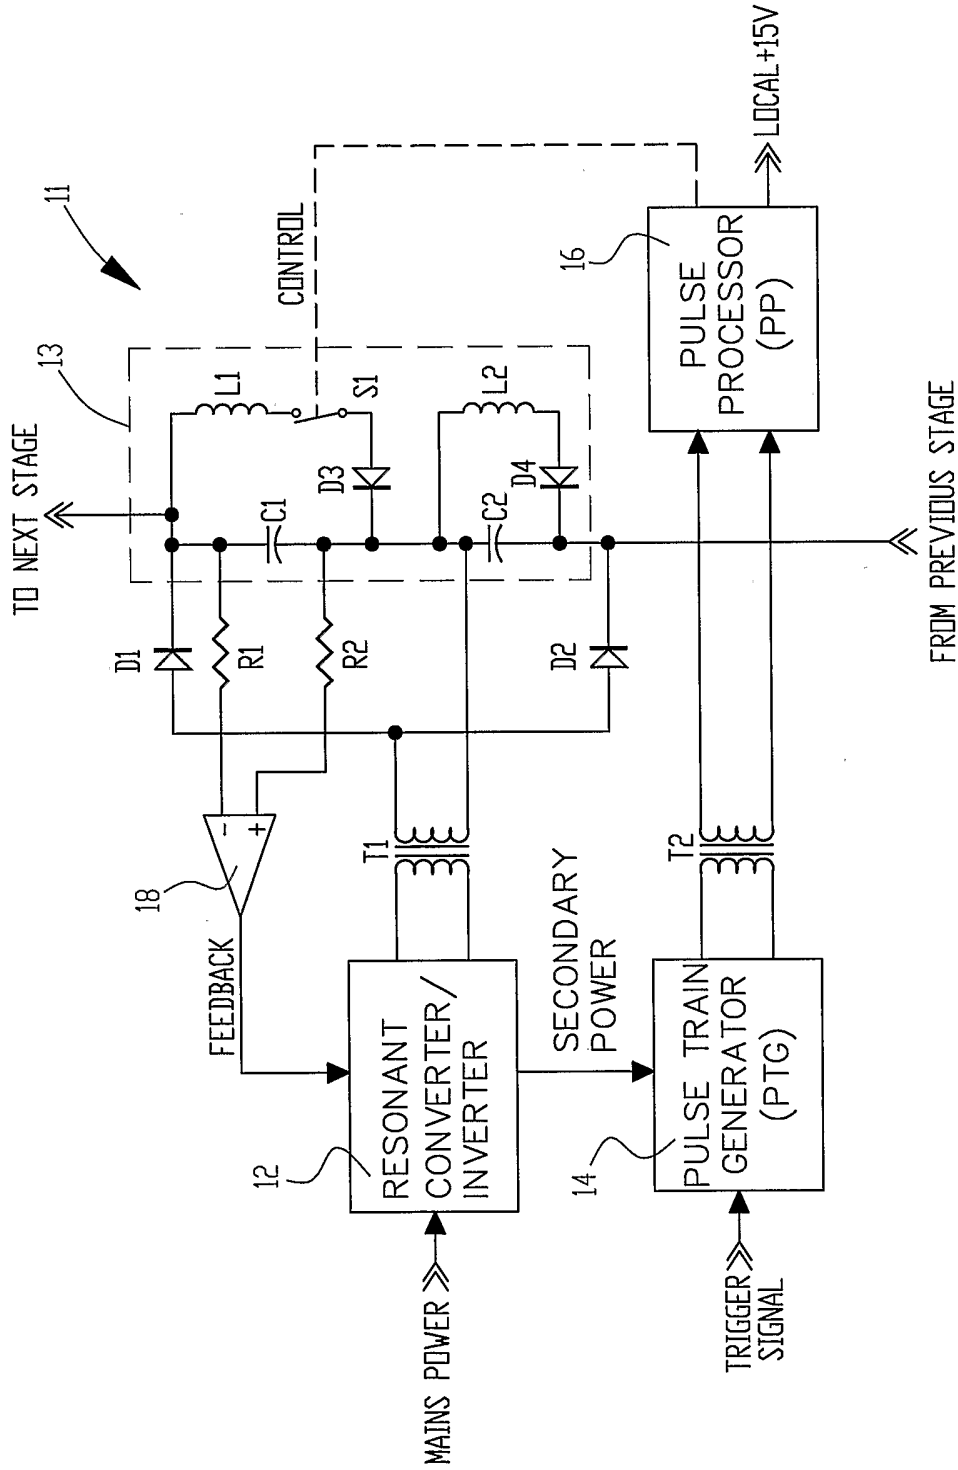 11
13
TO NEXT STAGE
CONTROL
L1
S1
D3
C1
L2
D4
C2
D1
R1
R2
D2
FROM PREVIOUS STAGE
16
PULSE
PROCESSOR
(PP)
LOCAL+15V
-
+
18
FEEDBACK
T1
T2
12
RESONANT
CONVERTER/
INVERTER
SECONDARY
POWER
14
PULSE TRAIN
GENERATOR
(PTG)
MAINS POWER
TRIGGER
SIGNAL